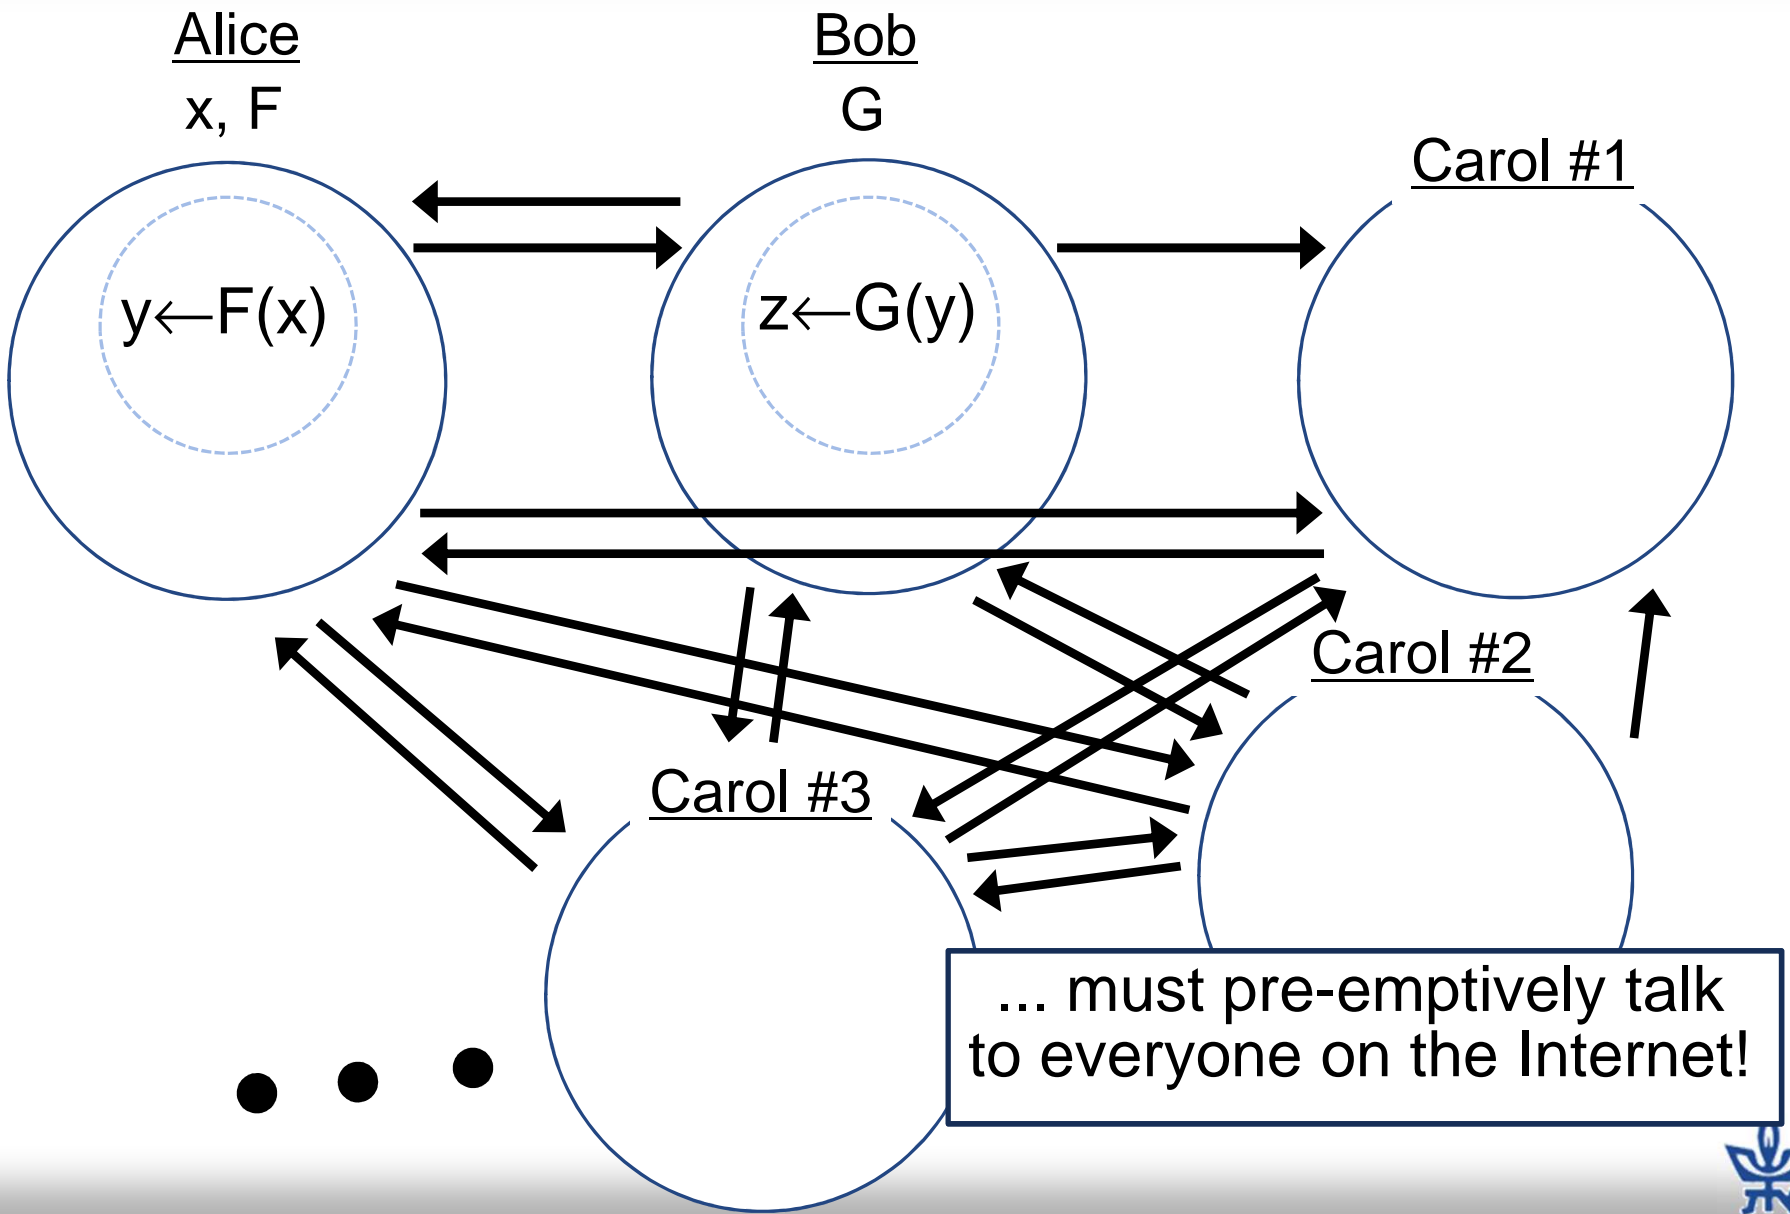 Alice
x, F
Bob
G
Carol #1
y←F(x)
z←G(y)
Carol #2
Carol #3
... must pre-emptively talk
to everyone on the Internet!